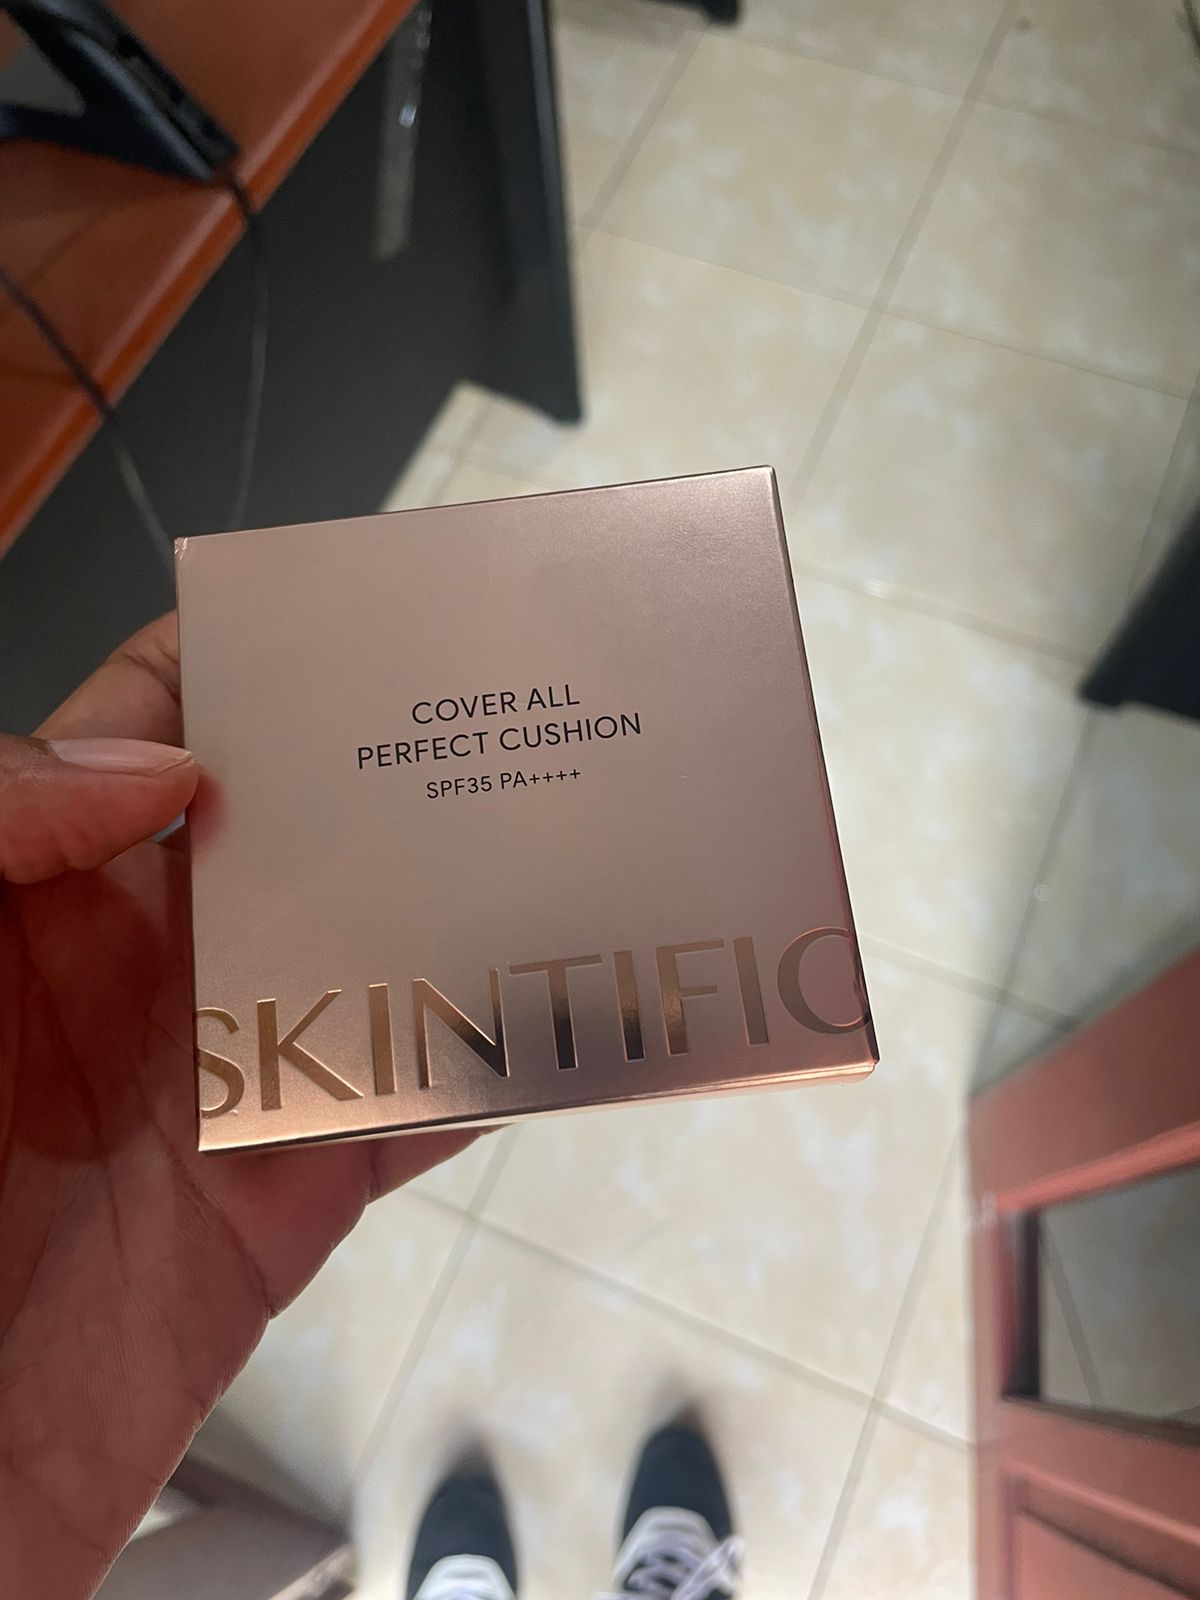 COVER ALL
PERFECT CUSHION
SPF35 PA++++
SKINTIFIC